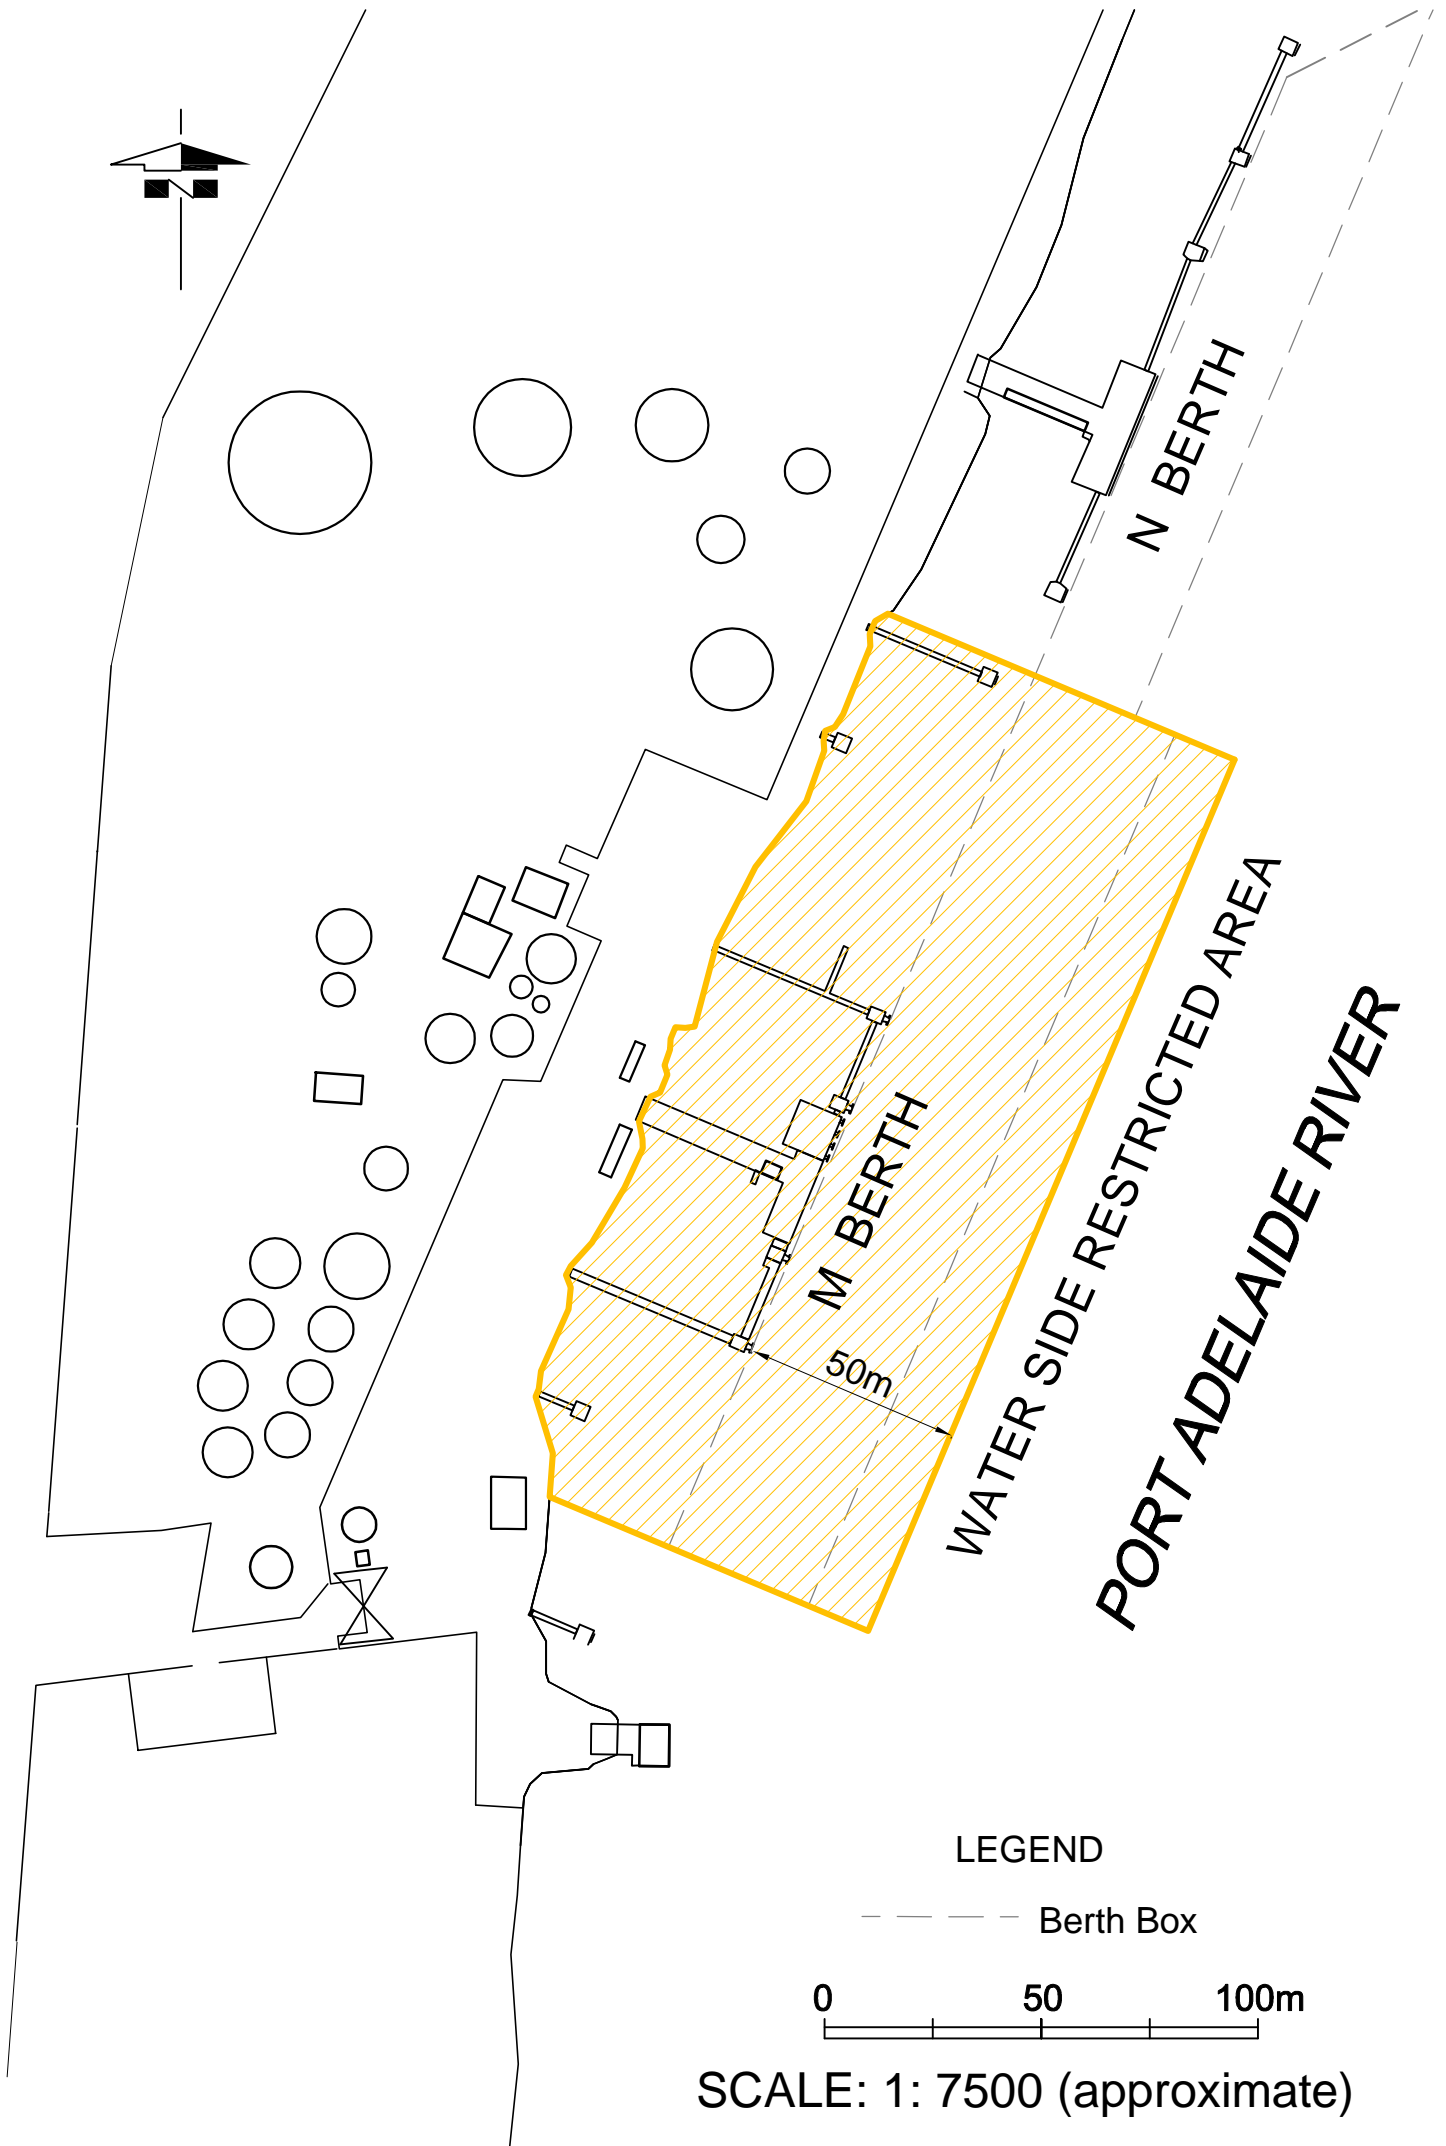 N
N BERTH
WATER SIDE RESTRICTED AREA
M BERTH
50m
PORT ADELAIDE RIVER
LEGEND
Berth Box
0 50 100m
SCALE: 1: 7500 (approximate)